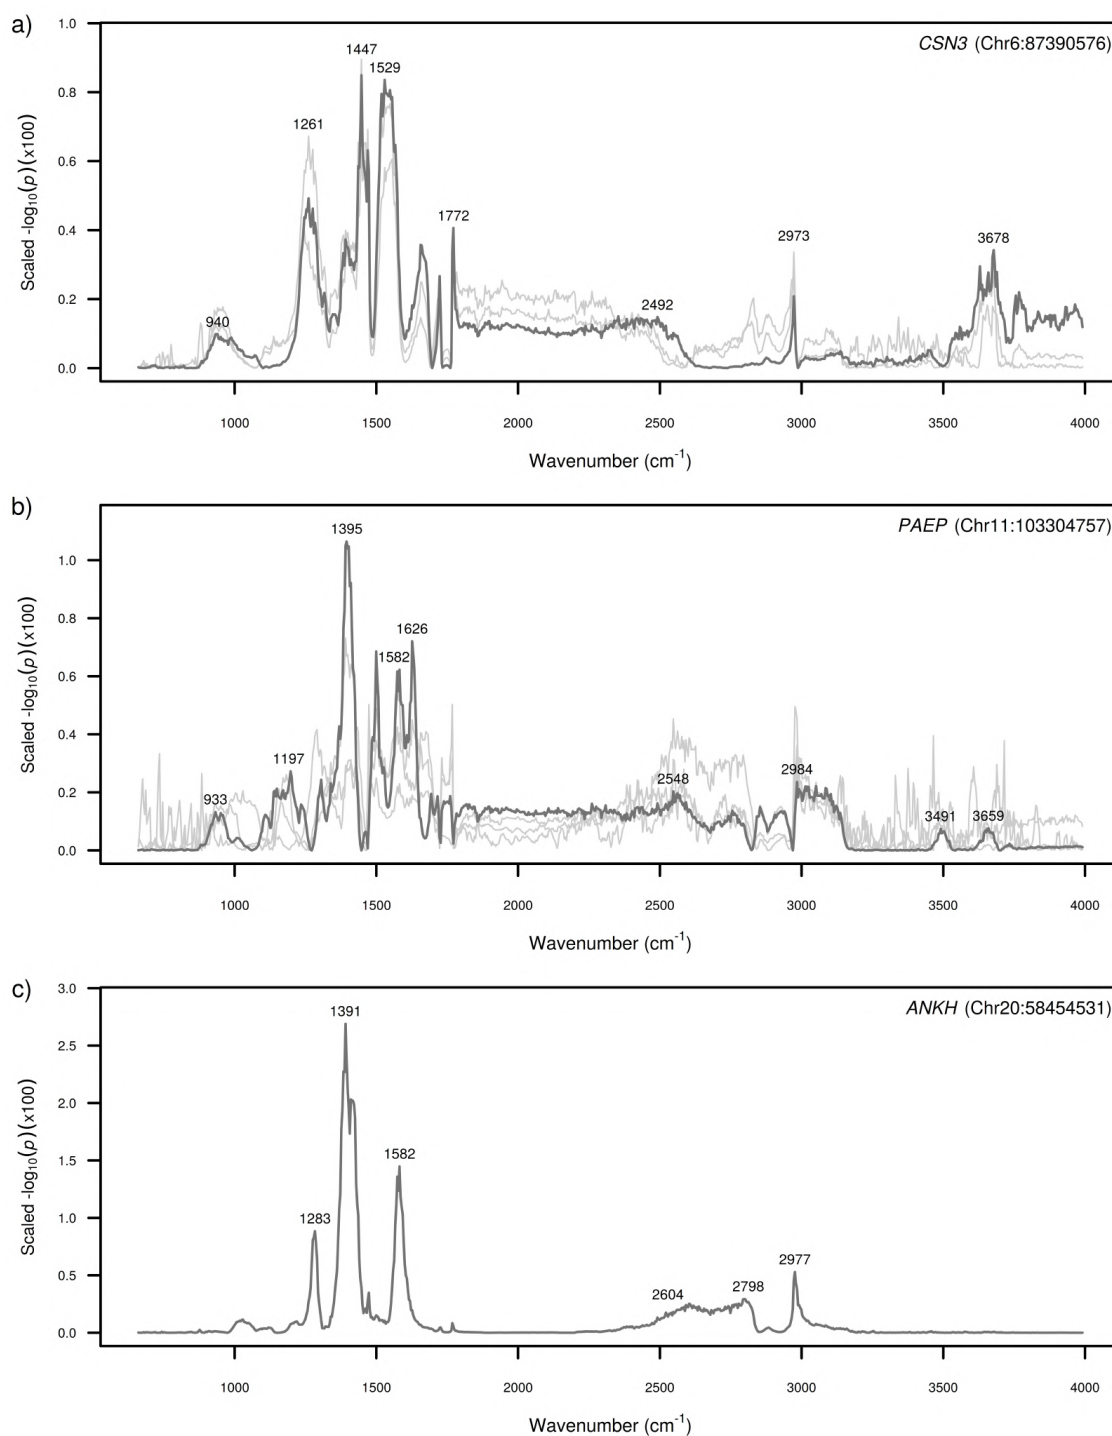 a)
CSN3 (Chr6:87390576)
Scaled -log10(p)(x100)
1.0
0.8
0.6
0.4
0.2
0.0
1447
1529
1261
1772
2973
3678
2492
940
1000 1500 2000 2500 3000 3500 4000
Wavenumber (cm-1)
b)
PAEP (Chr11:103304757)
Scaled -log10(p)(x100)
1.0
0.8
0.6
0.4
0.2
0.0
1395
1626
1582
1197
2548
2984
933
3491
3659
1000 1500 2000 2500 3000 3500 4000
Wavenumber (cm-1)
c)
ANKH (Chr20:58454531)
Scaled -log10(p)(x100)
3.0
2.5
2.0
1.5
1.0
0.5
0.0
1391
1582
1283
2977
2798
2604
1000 1500 2000 2500 3000 3500 4000
Wavenumber (cm-1)